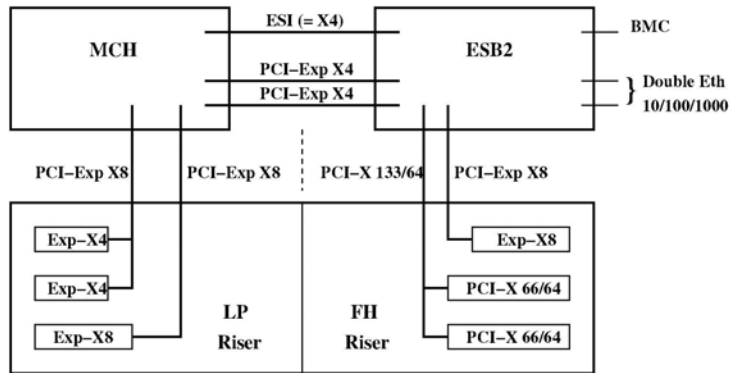 ESI (= X4)
BMC
MCH
ESB2
PCI–Exp X4
Double Eth
PCI–Exp X4
}
10/100/1000
PCI–Exp X8
PCI–Exp X8
PCI–X 133/64
PCI–Exp X8
Exp–X4
Exp–X8
Exp–X4
PCI–X 66/64
LP
FH
Exp–X8
Riser
Riser
PCI–X 66/64